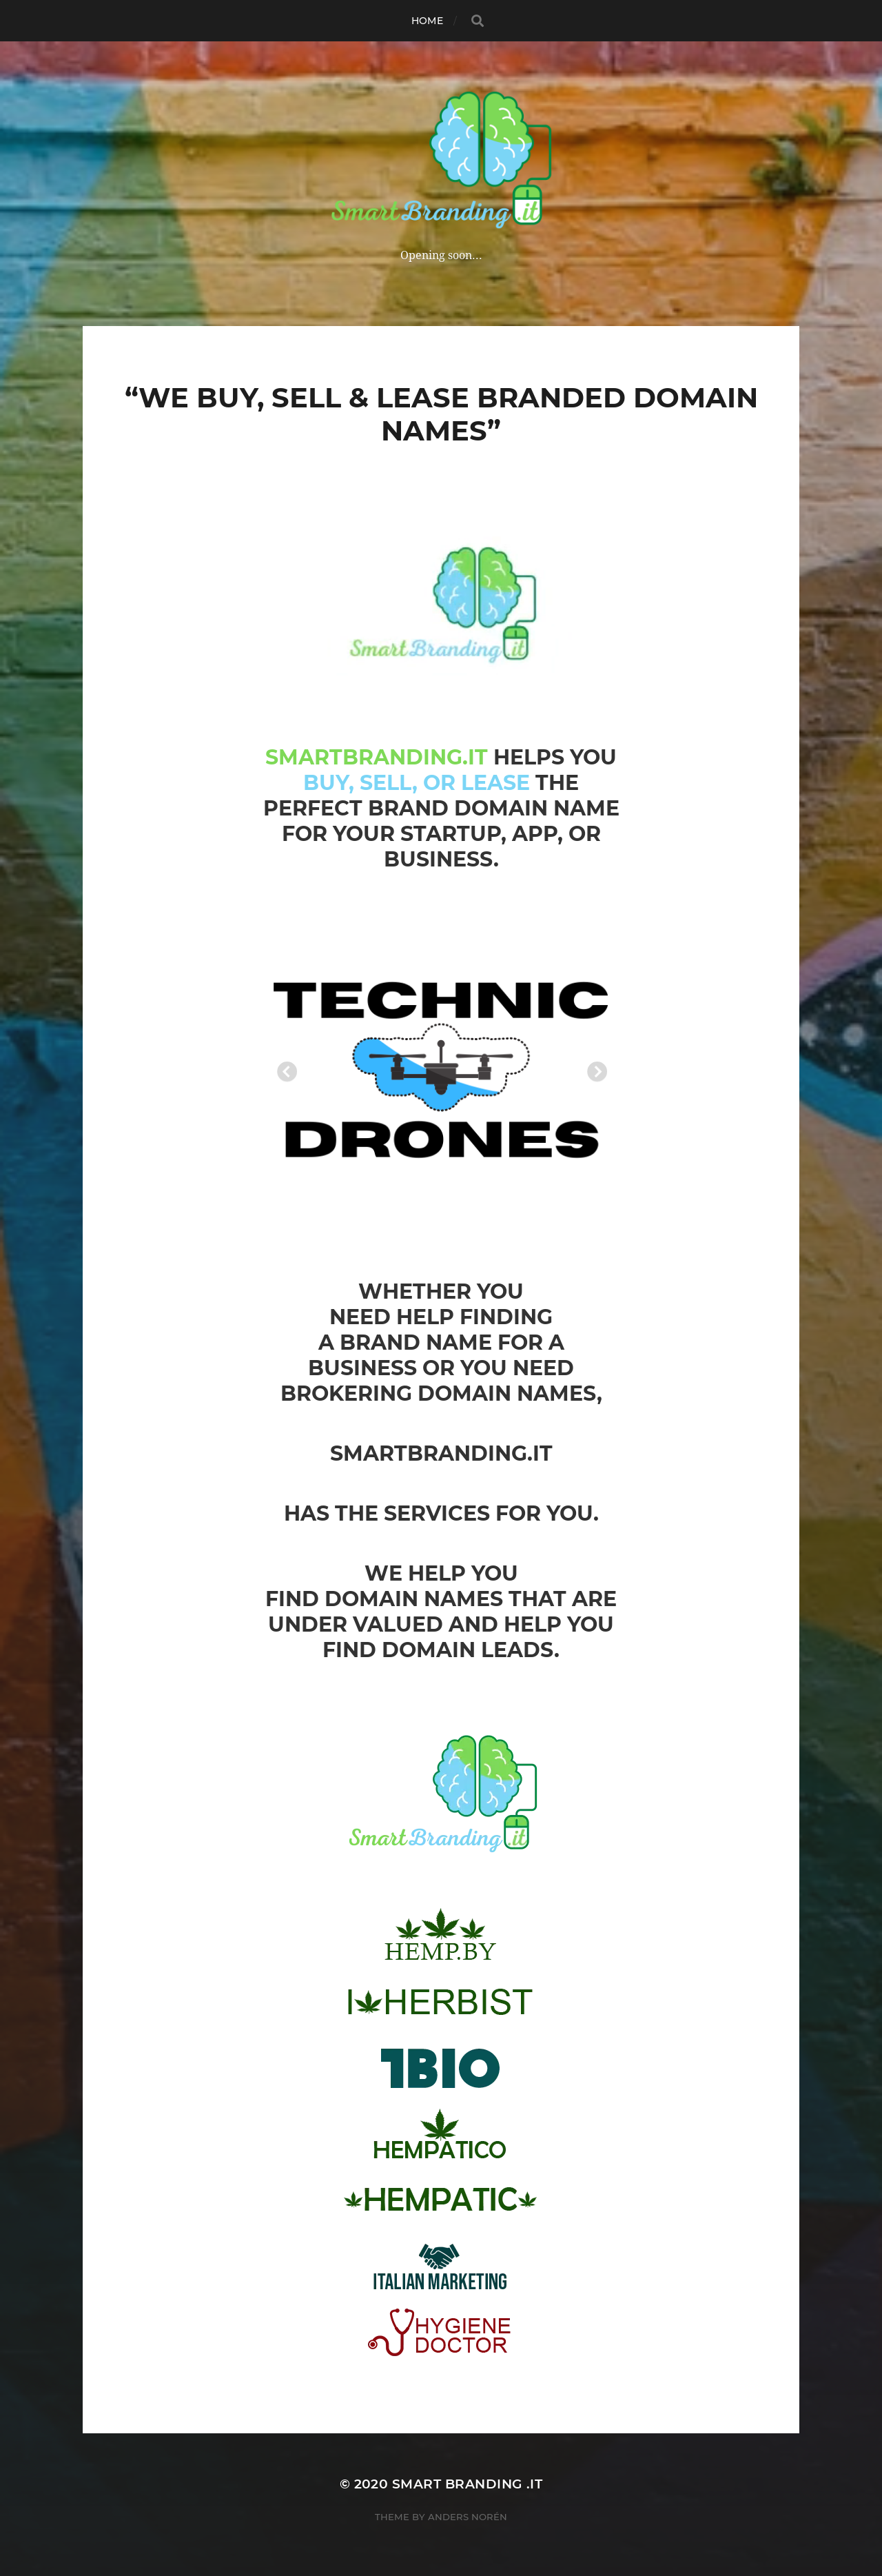 HOME /
Smart Branding .it
Opening soon...
“WE BUY, SELL & LEASE BRANDED DOMAIN
NAMES”
Smart Branding .it
SMARTBRANDING.IT HELPS YOU
BUY, SELL, OR LEASE THE
PERFECT BRAND DOMAIN NAME
FOR YOUR STARTUP, APP, OR
BUSINESS.
TECHNIC
DRONES
WHETHER YOU
NEED HELP FINDING
A BRAND NAME FOR A
BUSINESS OR YOU NEED
BROKERING DOMAIN NAMES,
SMARTBRANDING.IT
HAS THE SERVICES FOR YOU.
WE HELP YOU
FIND DOMAIN NAMES THAT ARE
UNDER VALUED AND HELP YOU
FIND DOMAIN LEADS.
Smart Branding .it
HEMP.BY
I HERBIST
1BIO
HEMPATICO
HEMPATIC
ITALIAN MARKETING
HYGIENE
DOCTOR
© 2020 SMART BRANDING .IT
THEME BY ANDERS NORÉN